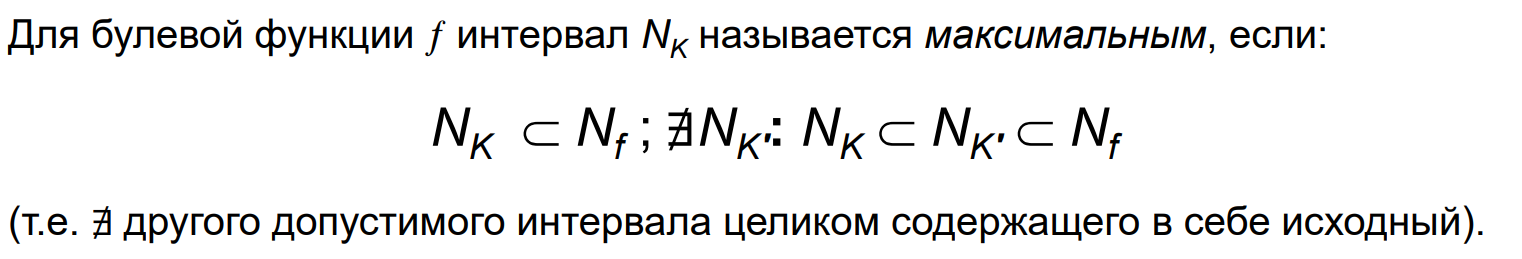 Для булевой функции f интервал N_K называется максимальным, если:
N_K ⊂ N_f ; ∄N_K': N_K ⊂ N_K' ⊂ N_f
(т.е. ∄ другого допустимого интервала целиком содержащего в себе исходный).